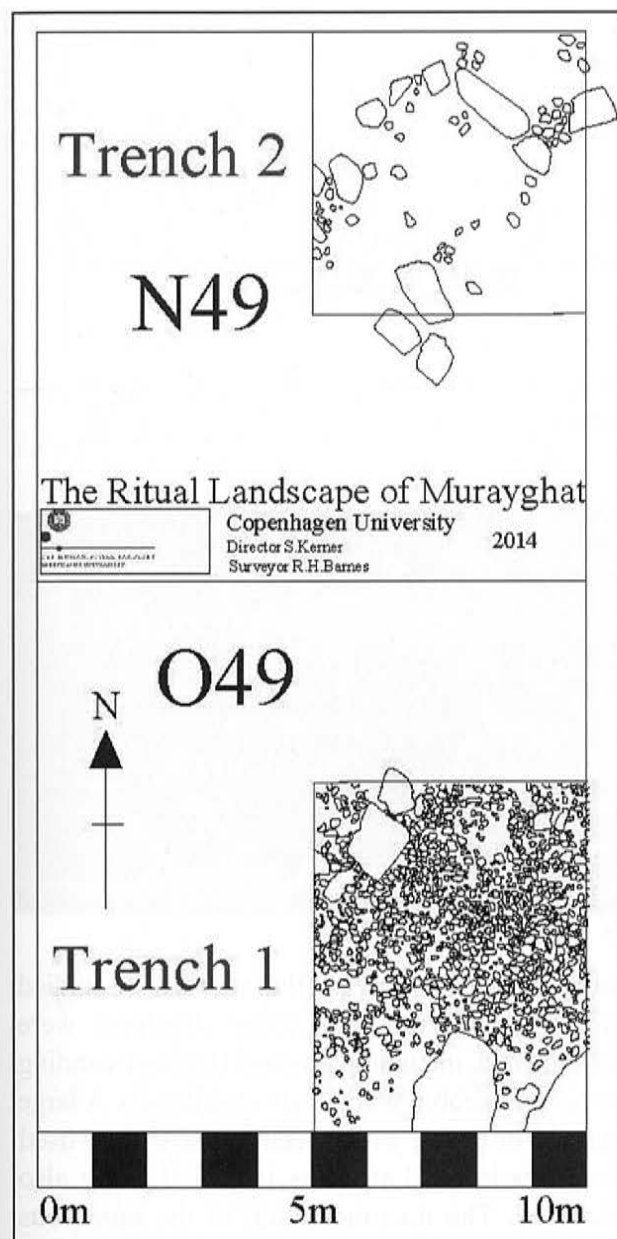 Trench 2
N49
The Ritual Landscape of Murayghat
Copenhagen University
Director S.Kerner
Surveyor R.H.Barnes
2014
O49
N
Trench 1
0m 5m 10m